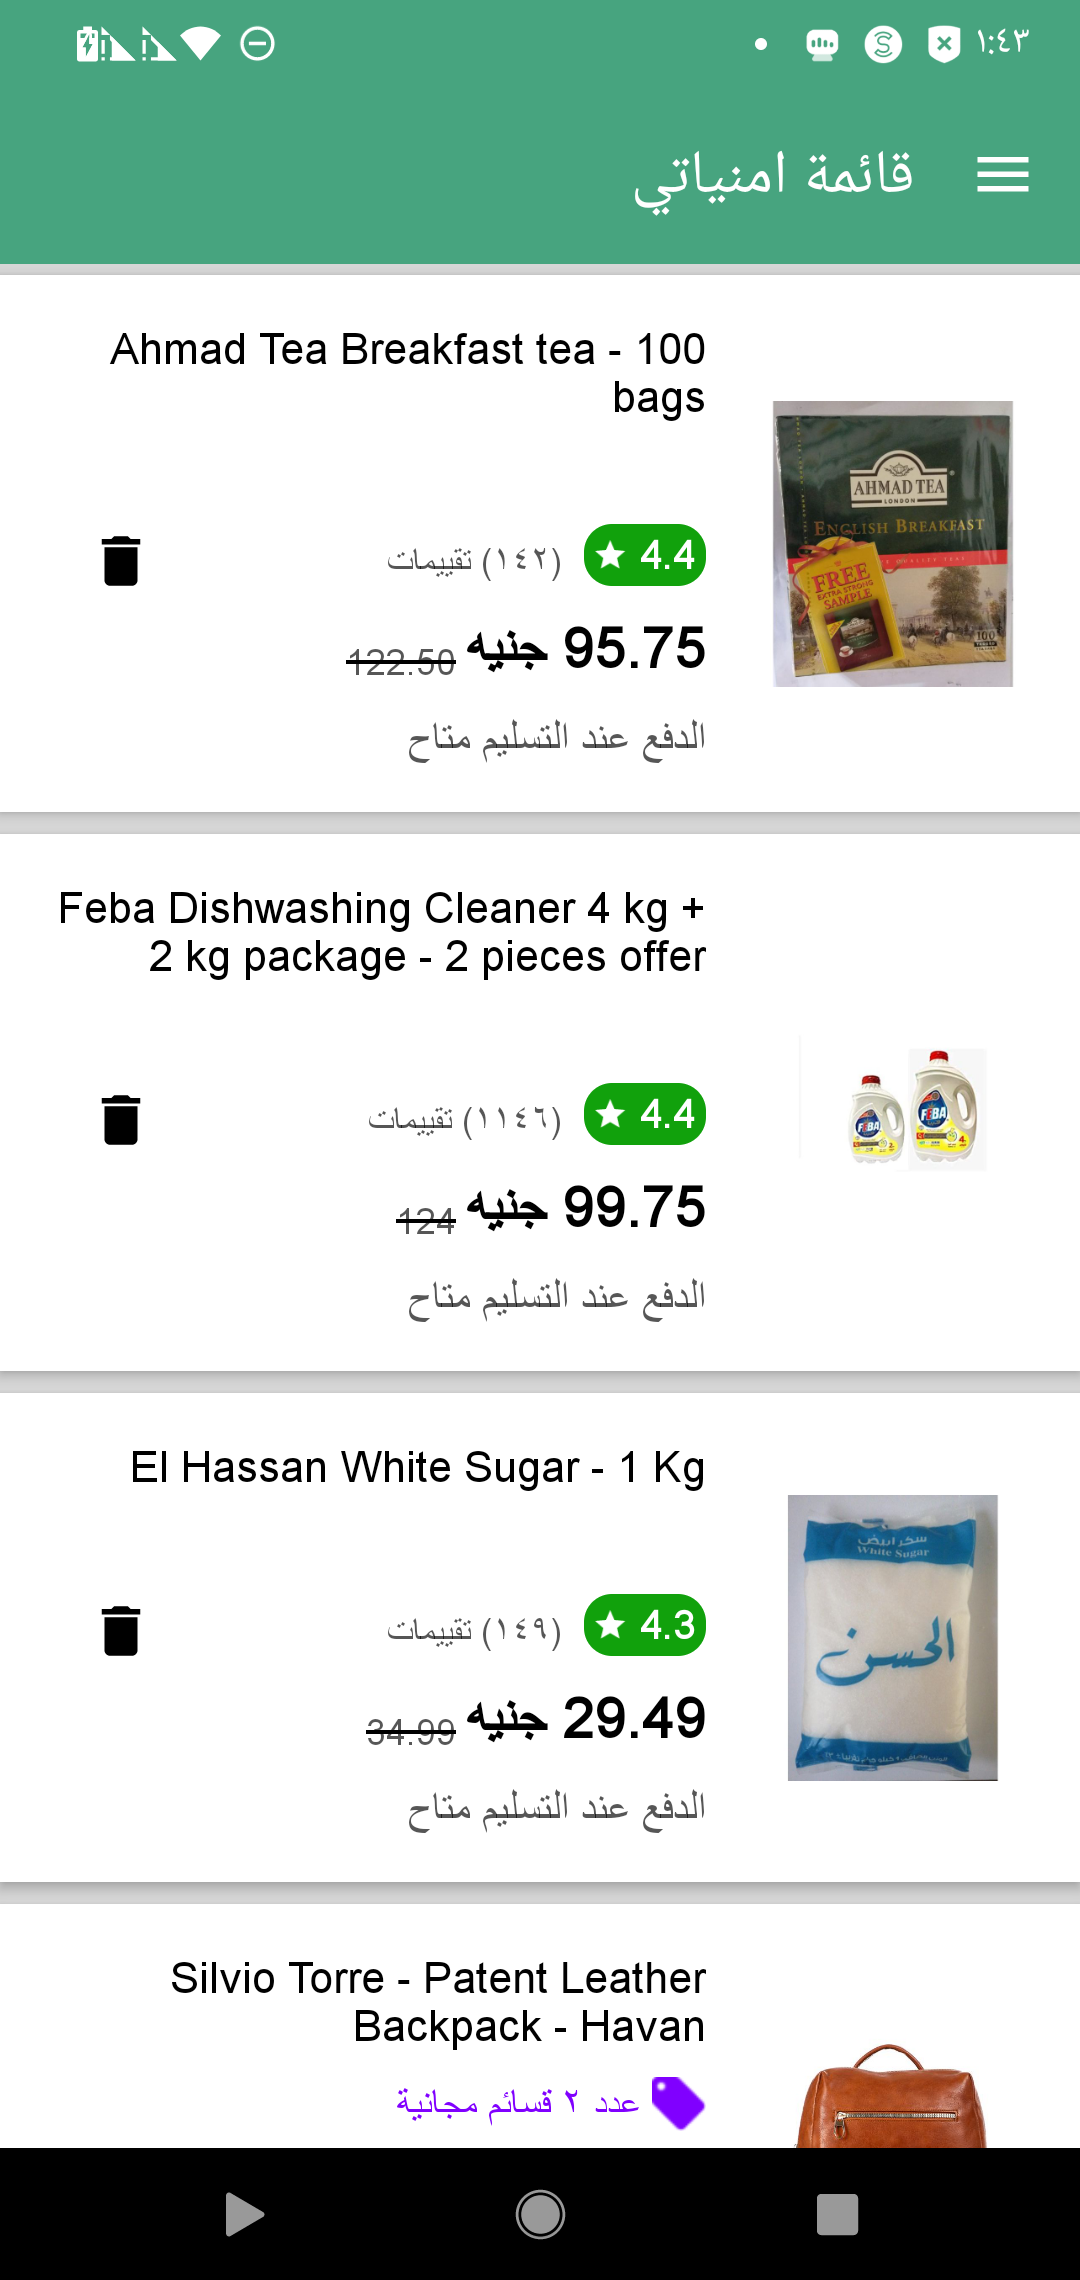 ١:٤٣
قائمة امنياتي
Ahmad Tea Breakfast tea - 100
bags
AHMAD TEA
LONDON
ENGLISH BREAKFAST
FREE
EXTRA STRONG
SAMPLE
100
4.4
(١٤٢) تقييمات
95.75 جنيه
122.50
الدفع عند التسليم متاح
Feba Dishwashing Cleaner 4 kg +
2 kg package - 2 pieces offer
FEBA
FEBA
4.4
(١١٤٦) تقييمات
99.75 جنيه
124
الدفع عند التسليم متاح
El Hassan White Sugar - 1 Kg
سكر ابيض
White Sugar
الحسن
4.3
(١٤٩) تقييمات
29.49 جنيه
34.99
الدفع عند التسليم متاح
Silvio Torre - Patent Leather
Backpack - Havan
عدد ٢ قسائم مجانية